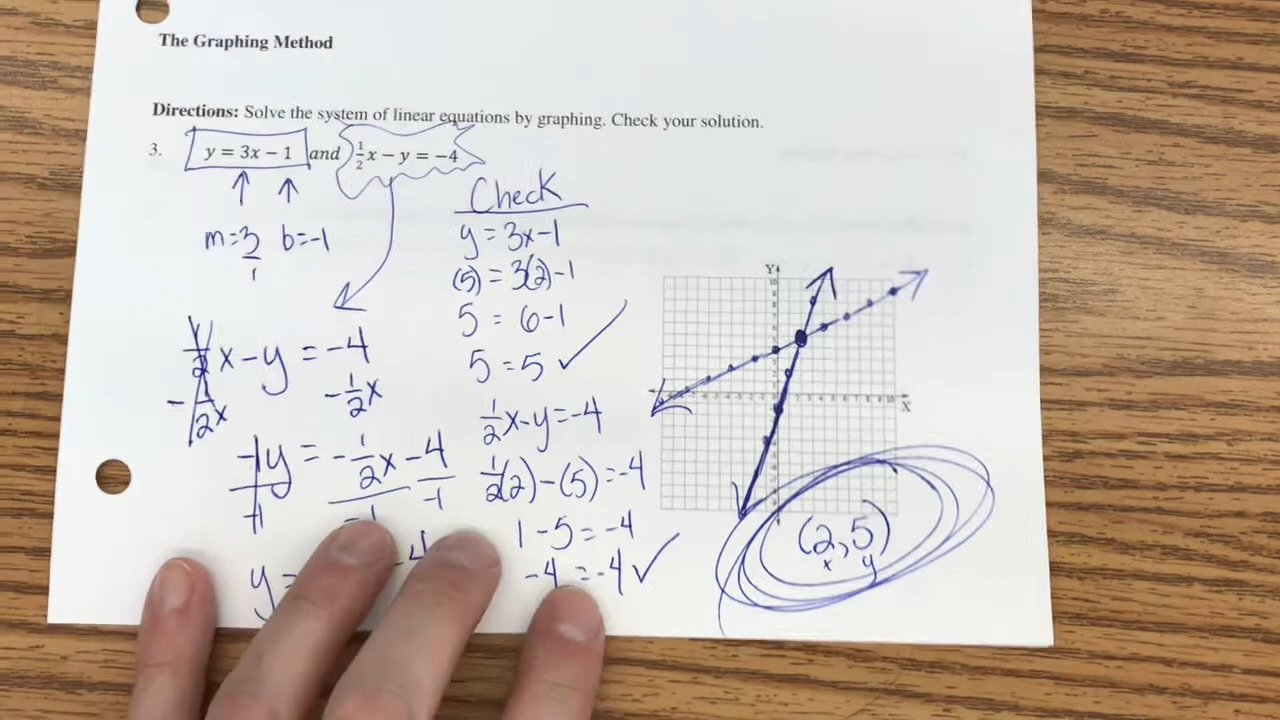 The Graphing Method
Directions: Solve the system of linear equations by graphing. Check your solution.
3. y = 3x − 1 and ½x − y = −4
m=3/1 b=-1
½x-y = -4
-½x -½x
-1y = -½x-4
-1 -1 -1
y=
Check
y=3x-1
(5) = 3(2)-1
5 = 6-1
5=5 ✓
½x-y=-4
½(2)-(5)=-4
1-5=-4
-4=-4 ✓
Y
X
(2,5)
x y